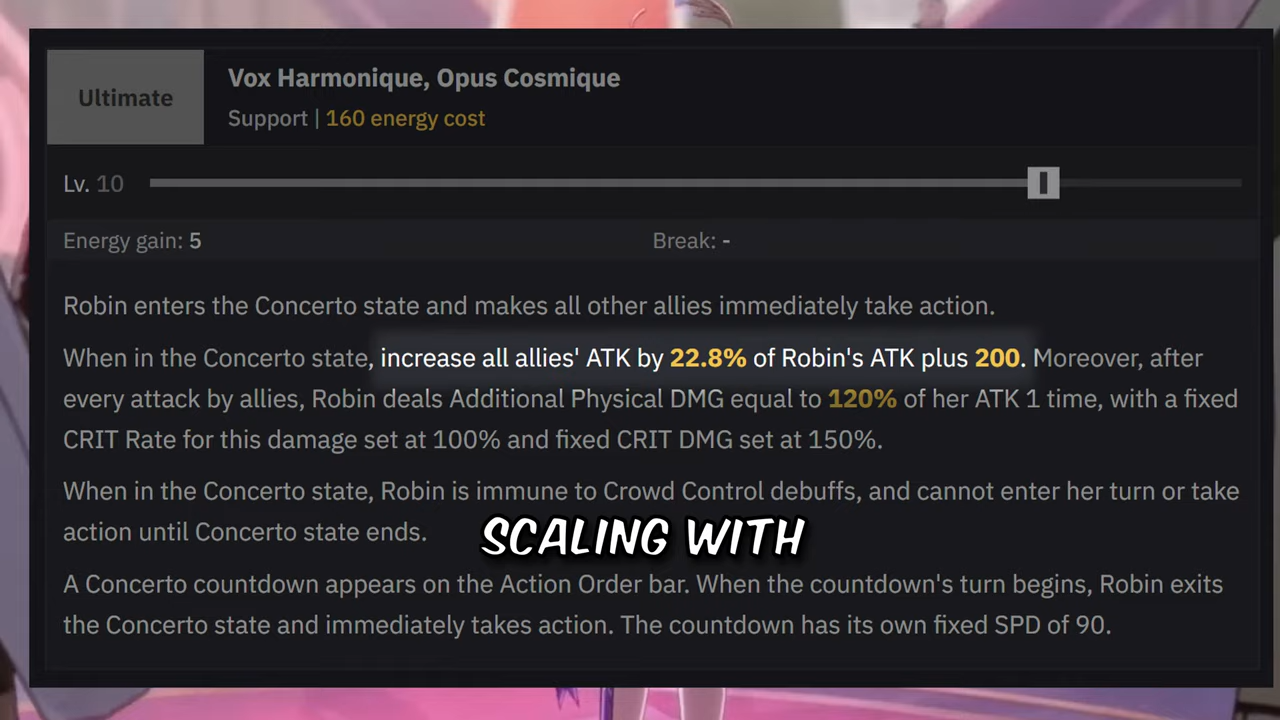 Ultimate
Vox Harmonique, Opus Cosmique
Support | 160 energy cost
Lv. 10
Energy gain: 5
Break: -
Robin enters the Concerto state and makes all other allies immediately take action.
When in the Concerto state, increase all allies' ATK by 22.8% of Robin's ATK plus 200. Moreover, after
every attack by allies, Robin deals Additional Physical DMG equal to 120% of her ATK 1 time, with a fixed
CRIT Rate for this damage set at 100% and fixed CRIT DMG set at 150%.
When in the Concerto state, Robin is immune to Crowd Control debuffs, and cannot enter her turn or take
action until Concerto state ends.
SCALING WITH
A Concerto countdown appears on the Action Order bar. When the countdown's turn begins, Robin exits
the Concerto state and immediately takes action. The countdown has its own fixed SPD of 90.